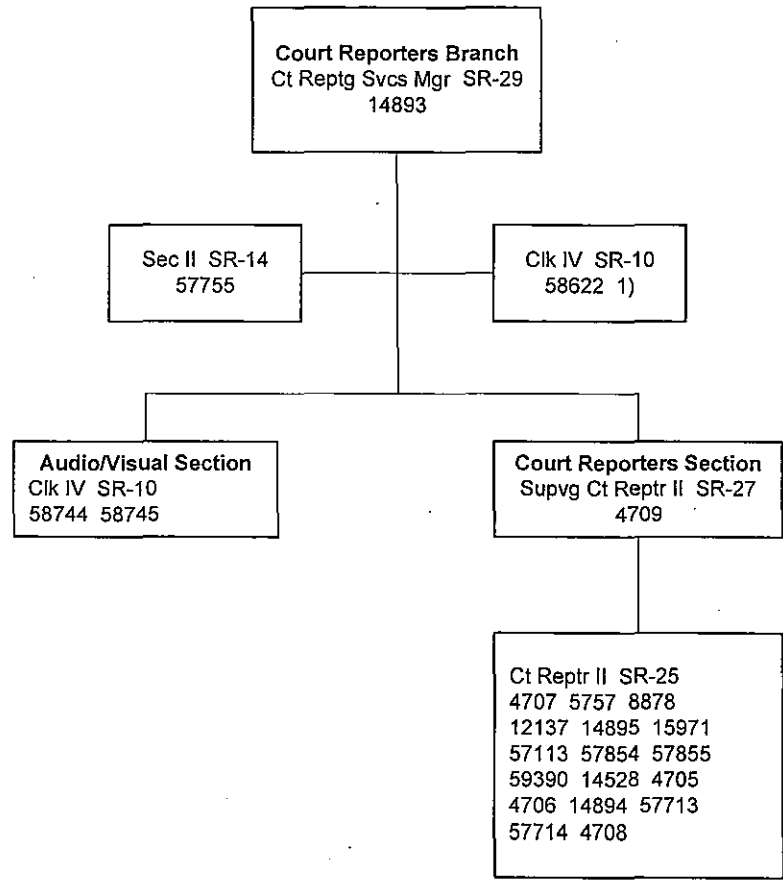 Court Reporters Branch
Ct Reptg Svcs Mgr SR-29
14893
Sec II SR-14
57755
Clk IV SR-10
58622 1)
Audio/Visual Section
Clk IV SR-10
58744 58745
Court Reporters Section
Supvg Ct Reptr II SR-27
4709
Ct Reptr II SR-25
4707 5757 8878
12137 14895 15971
57113 57854 57855
59390 14528 4705
4706 14894 57713
57714 4708